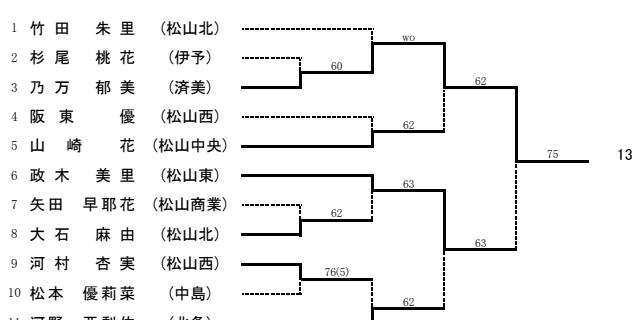 1 竹田 朱里 (松山北)
wo
2 杉尾 桃花 (伊予)
60
3 乃万 郁美 (済美)
62
4 阪東 優 (松山西)
62
5 山崎 花 (松山中央)
75
13
6 政木 美里 (松山東)
63
7 矢田 早耶花 (松山商業)
62
8 大石 麻由 (松山北)
63
9 河村 杏実 (松山西)
76(5)
10 松本 優莉菜 (中島)
62